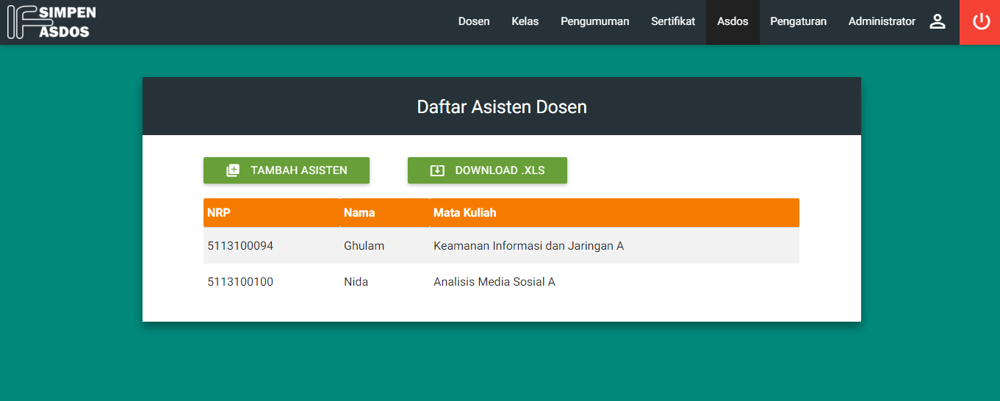 IF SIMPEN ASDOS
Dosen Kelas Pengumuman Sertifikat Asdos Pengaturan Administrator
Daftar Asisten Dosen
TAMBAH ASISTEN DOWNLOAD .XLS
NRP Nama Mata Kuliah
5113100094 Ghulam Keamanan Informasi dan Jaringan A
5113100100 Nida Analisis Media Sosial A